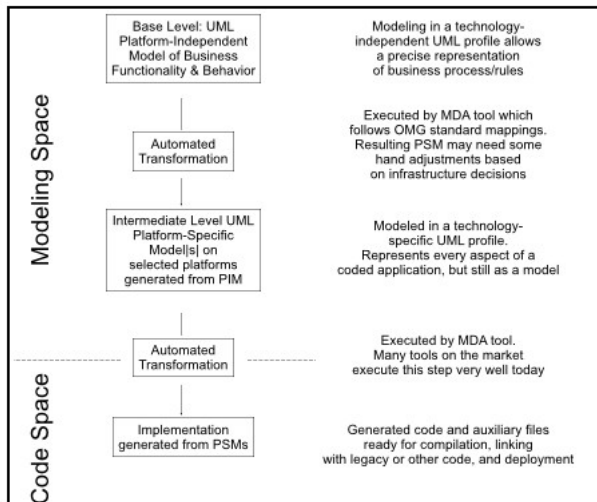 Modeling Space
Base Level: UML
Platform-Independent
Model of Business
Functionality & Behavior
Modeling in a technology-
independent UML profile allows
a precise representation
of business process/rules
Automated
Transformation
Executed by MDA tool which
follows OMG standard mappings.
Resulting PSM may need some
hand adjustments based
on infrastructure decisions
Intermediate Level UML
Platform-Specific
Model|s| on
selected platforms
generated from PIM
Modeled in a technology-
specific UML profile.
Represents every aspect of a
coded application, but still as a model
Automated
Transformation
Executed by MDA tool.
Many tools on the market
execute this step very well today
Code Space
Implementation
generated from PSMs
Generated code and auxiliary files
ready for compilation, linking
with legacy or other code, and deployment